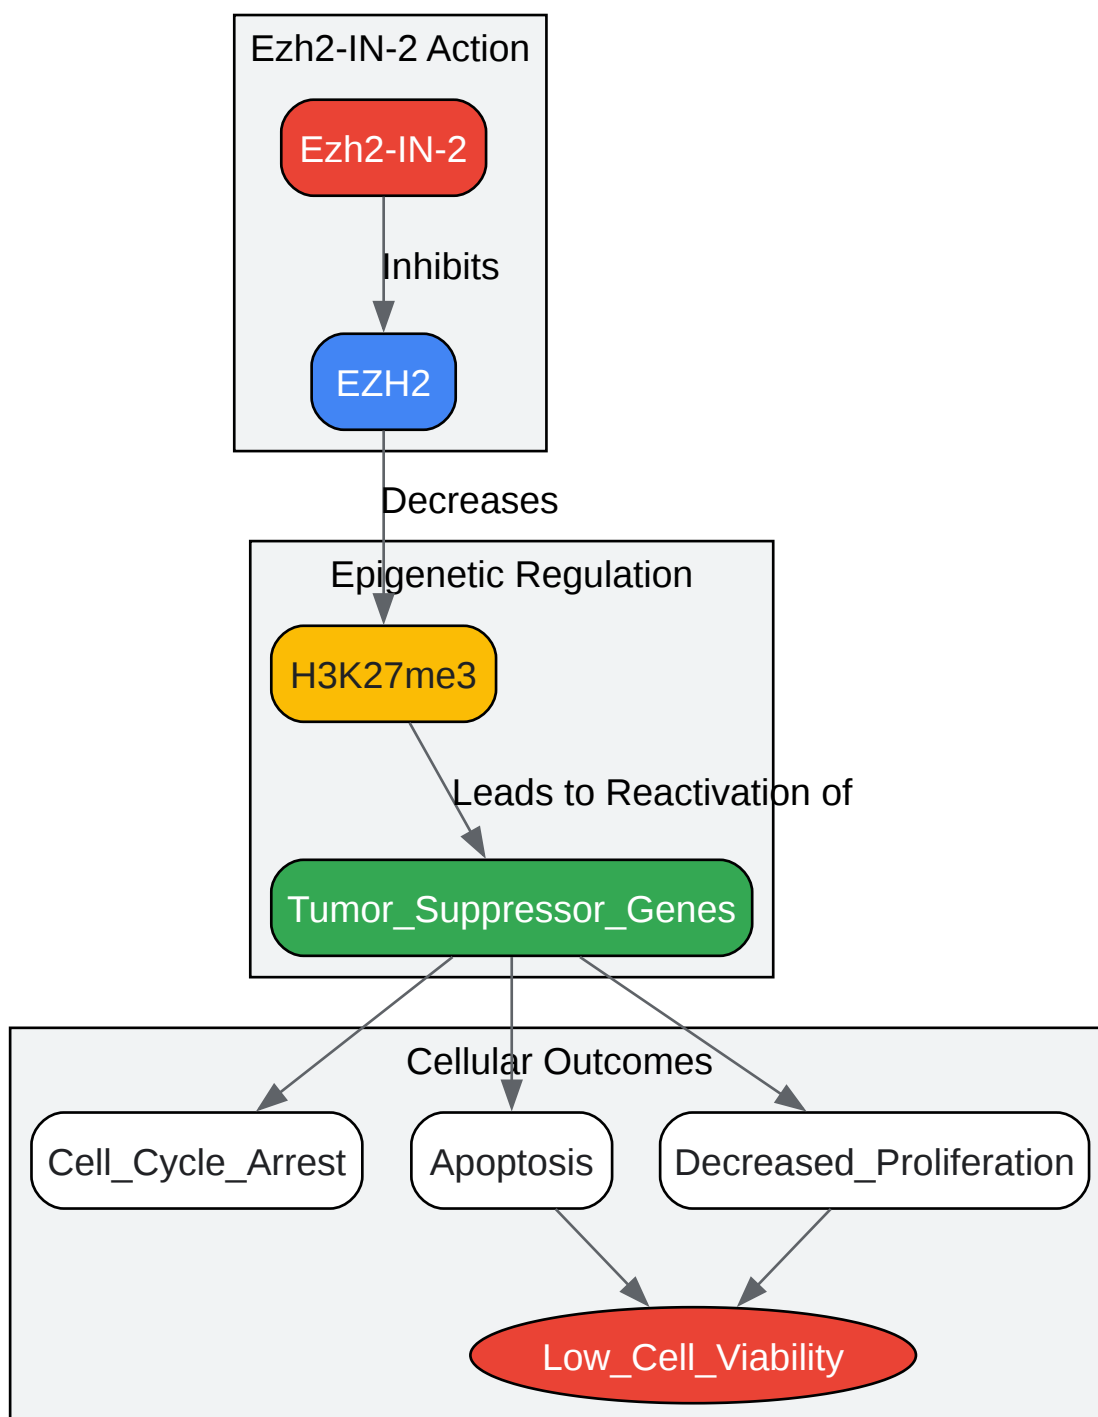 Ezh2-IN-2 Action
Ezh2-IN-2
Inhibits
EZH2
Decreases
Epigenetic Regulation
H3K27me3
Leads to Reactivation of
Tumor_Suppressor_Genes
Cellular Outcomes
Cell_Cycle_Arrest
Apoptosis
Decreased_Proliferation
Low_Cell_Viability